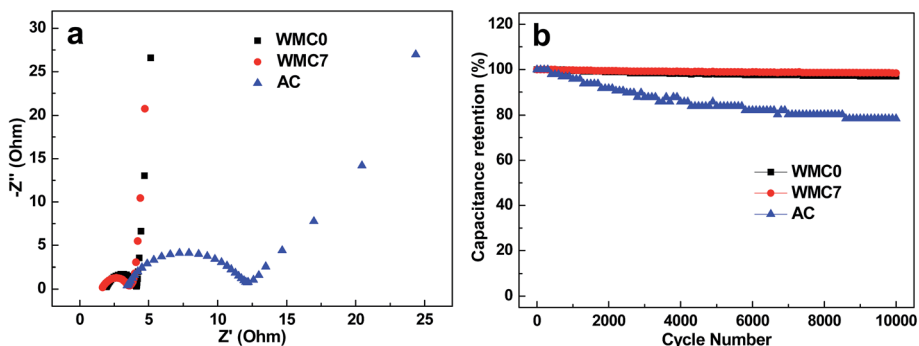 a
WMC0
WMC7
AC
-Z'' (Ohm)
30
25
20
15
10
5
0
0 5 10 15 20 25
Z' (Ohm)
b
Capacitance retention (%)
120
100
80
60
40
20
0
WMC0
WMC7
AC
0 2000 4000 6000 8000 10000
Cycle Number